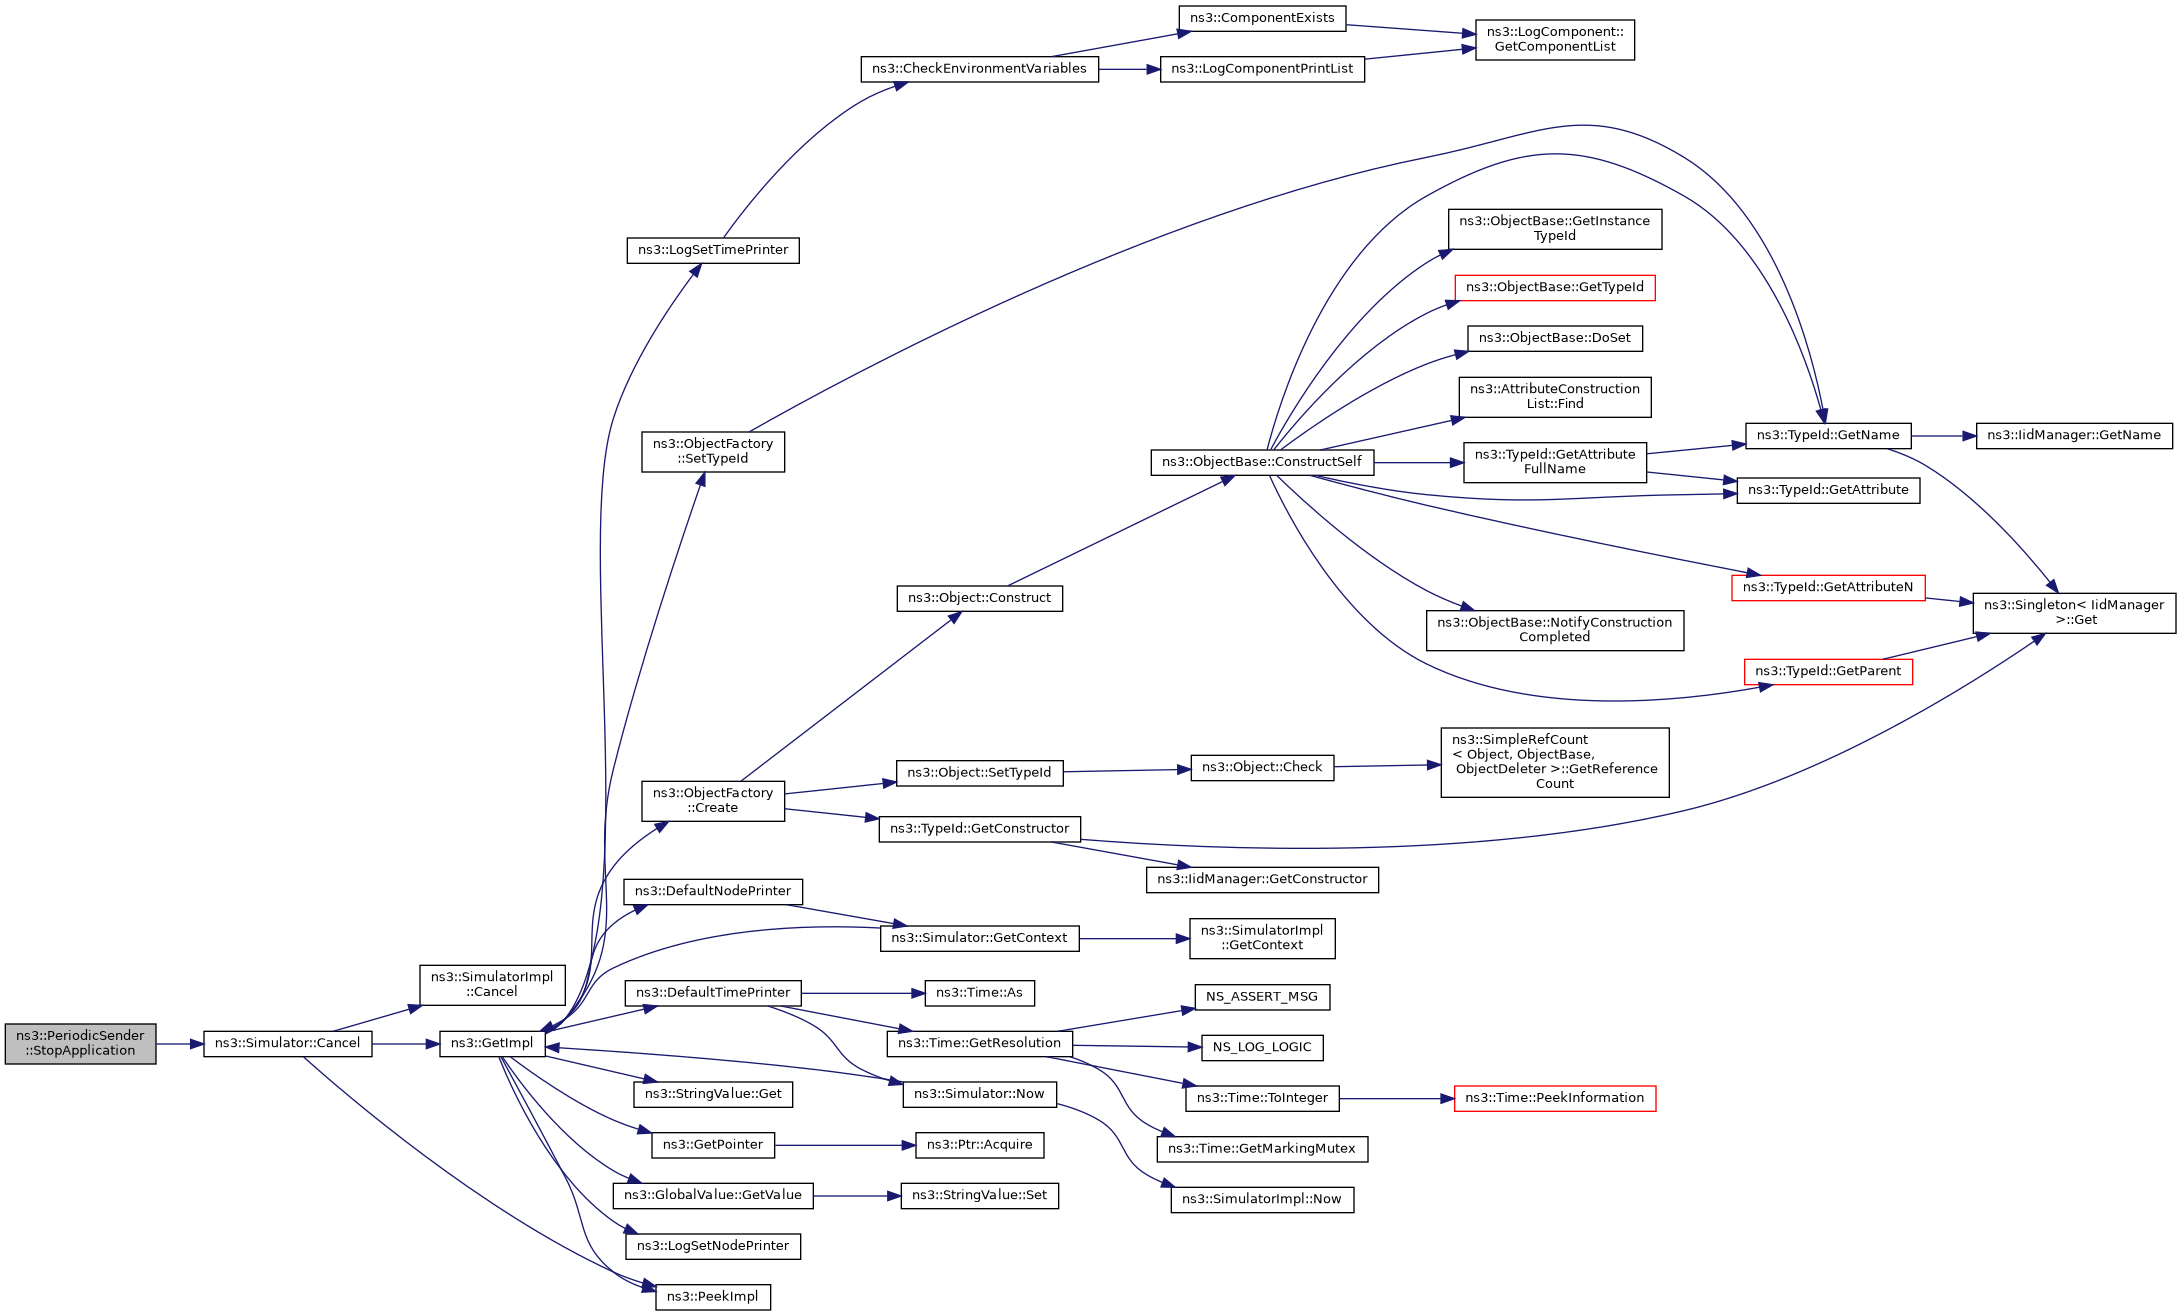 ns3::PeriodicSender
::StopApplication
ns3::Simulator::Cancel
ns3::SimulatorImpl
::Cancel
ns3::GetImpl
ns3::LogSetTimePrinter
ns3::CheckEnvironmentVariables
ns3::ComponentExists
ns3::LogComponentPrintList
ns3::LogComponent::
GetComponentList
ns3::ObjectFactory
::SetTypeId
ns3::ObjectFactory
::Create
ns3::Object::Construct
ns3::ObjectBase::ConstructSelf
ns3::ObjectBase::GetInstance
TypeId
ns3::ObjectBase::GetTypeId
ns3::ObjectBase::DoSet
ns3::AttributeConstruction
List::Find
ns3::TypeId::GetAttribute
FullName
ns3::TypeId::GetName
ns3::IidManager::GetName
ns3::TypeId::GetAttribute
ns3::TypeId::GetAttributeN
ns3::Singleton< IidManager
>::Get
ns3::ObjectBase::NotifyConstruction
Completed
ns3::TypeId::GetParent
ns3::Object::SetTypeId
ns3::Object::Check
ns3::SimpleRefCount
< Object, ObjectBase,
ObjectDeleter >::GetReference
Count
ns3::TypeId::GetConstructor
ns3::IidManager::GetConstructor
ns3::DefaultNodePrinter
ns3::Simulator::GetContext
ns3::SimulatorImpl
::GetContext
ns3::DefaultTimePrinter
ns3::Time::As
ns3::Time::GetResolution
NS_ASSERT_MSG
NS_LOG_LOGIC
ns3::Time::ToInteger
ns3::Time::PeekInformation
ns3::Time::GetMarkingMutex
ns3::Simulator::Now
ns3::SimulatorImpl::Now
ns3::StringValue::Get
ns3::GetPointer
ns3::Ptr::Acquire
ns3::GlobalValue::GetValue
ns3::StringValue::Set
ns3::LogSetNodePrinter
ns3::PeekImpl